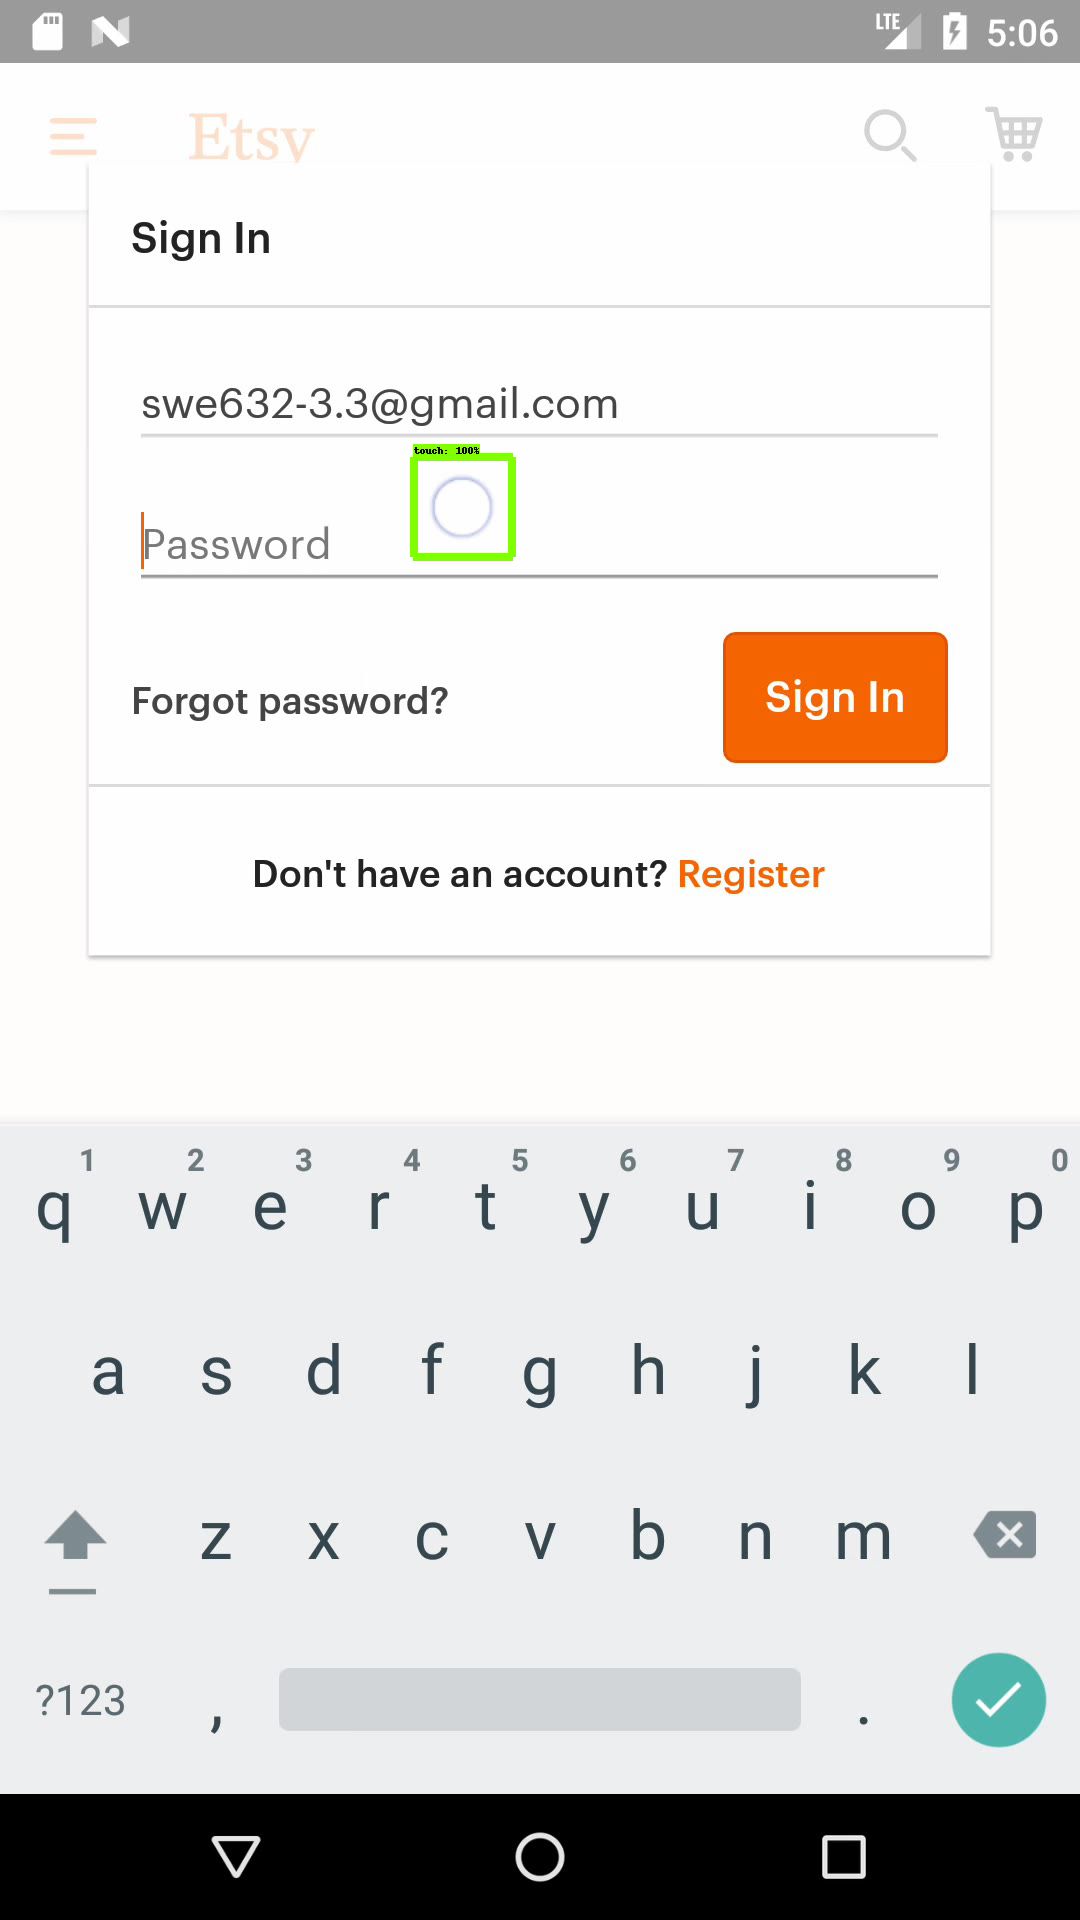 LTE 5:06
Etsy
Sign In
swe632-3.3@gmail.com
touch: 100%
Password
Forgot password?
Sign In
Don't have an account? Register
1 2 3 4 5 6 7 8 9 0
q w e r t y u i o p
a s d f g h j k l
z x c v b n m
?123 , .